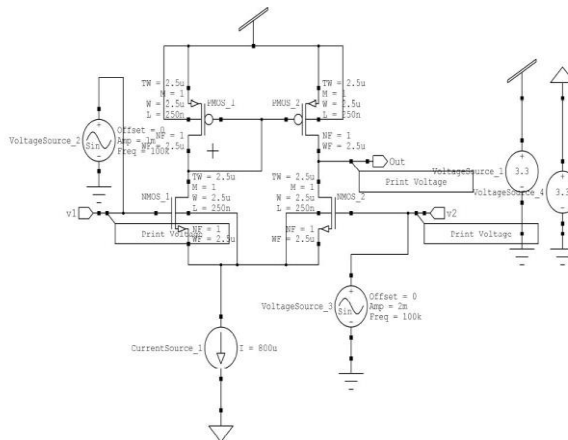 TW = 2.5u
M = 1
W = 2.5u
L = 250n
PMOS_1
NF = 1
WF = 2.5u
TW = 2.5u
M = 1
W = 2.5u
L = 250n
PMOS_2
NF = 1
WF = 2.5u
VoltageSource_2
Sin
Offset = 0
Amp = 1m
Freq = 100k
Out
Print Voltage
VoltageSource_1
3.3
VoltageSource_4
3.3
TW = 2.5u
M = 1
W = 2.5u
L = 250n
NMOS_1
NF = 1
WF = 2.5u
TW = 2.5u
M = 1
W = 2.5u
L = 250n
NMOS_2
NF = 1
WF = 2.5u
v1
Print Voltage
v2
Print Voltage
VoltageSource_3
Sin
Offset = 0
Amp = 2m
Freq = 100k
CurrentSource_1
I = 800u